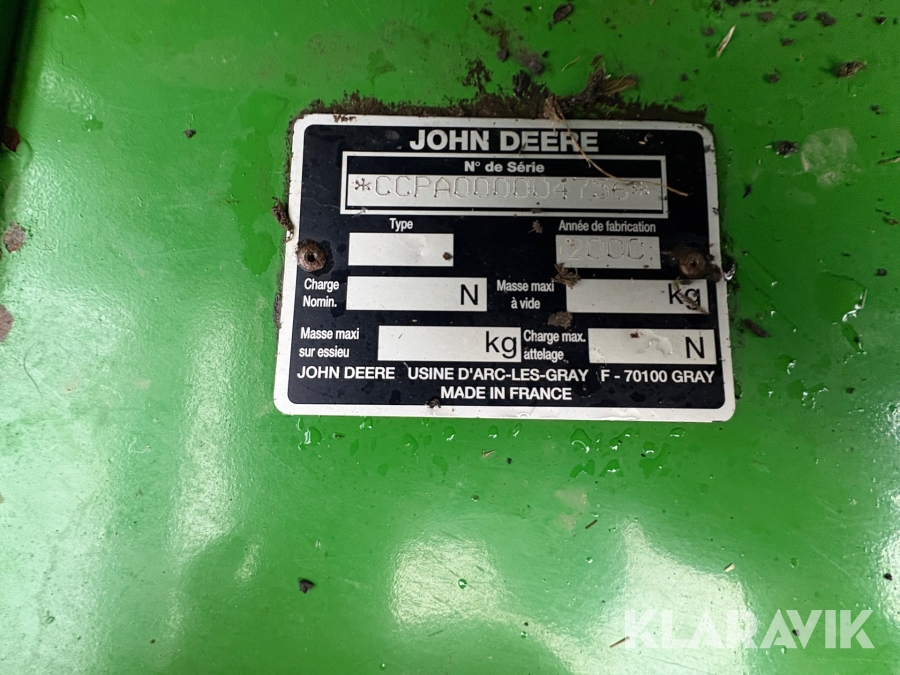 JOHN DEERE
N° de Série
Type
Année de fabrication
2000
Charge Nomin.
N
Masse maxi à vide
kg
Masse maxi sur essieu
kg
Charge max. attelage
N
JOHN DEERE USINE D'ARC-LES-GRAY F - 70100 GRAY
MADE IN FRANCE
KLARAVIK